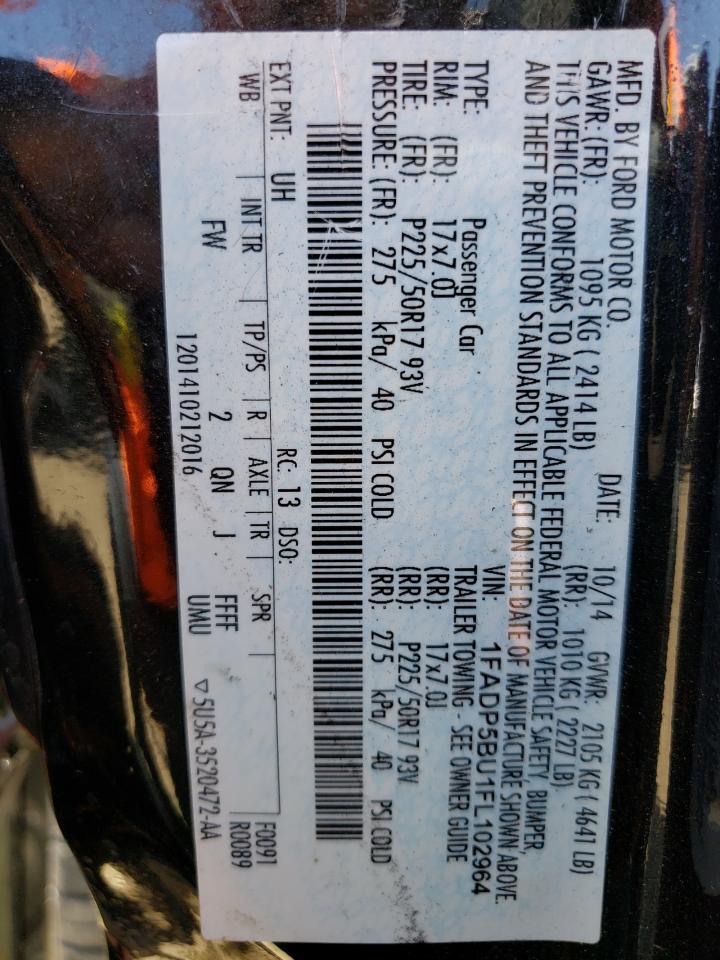 MFD. BY FORD MOTOR CO.
DATE: 10/14 GVWR: 2105 KG ( 4641 LB)
GAWR: (FR): 1095 KG ( 2414 LB) (RR): 1010 KG ( 2227 LB)
THIS VEHICLE CONFORMS TO ALL APPLICABLE FEDERAL MOTOR VEHICLE SAFETY, BUMPER,
AND THEFT PREVENTION STANDARDS IN EFFECT ON THE DATE OF MANUFACTURE SHOWN ABOVE.
VIN: 1FADP5BU1FL102964
TYPE: Passenger Car TRAILER TOWING - SEE OWNER GUIDE
RIM: (FR): 17x7.0J (RR): 17x7.0J
TIRE: (FR): P225/50R17 93V (RR): P225/50R17 93V
PRESSURE: (FR): 275 kPa/ 40 PSI COLD (RR): 275 kPa/ 40 PSI COLD
EXT PNT: UH RC: 13 DSO: F0091
WB INT TR TP/PS R AXLE TR SPR R0089
FW 2 QN J FFFF
UMU
1201410212016 ▽5U5A-3520472-AA